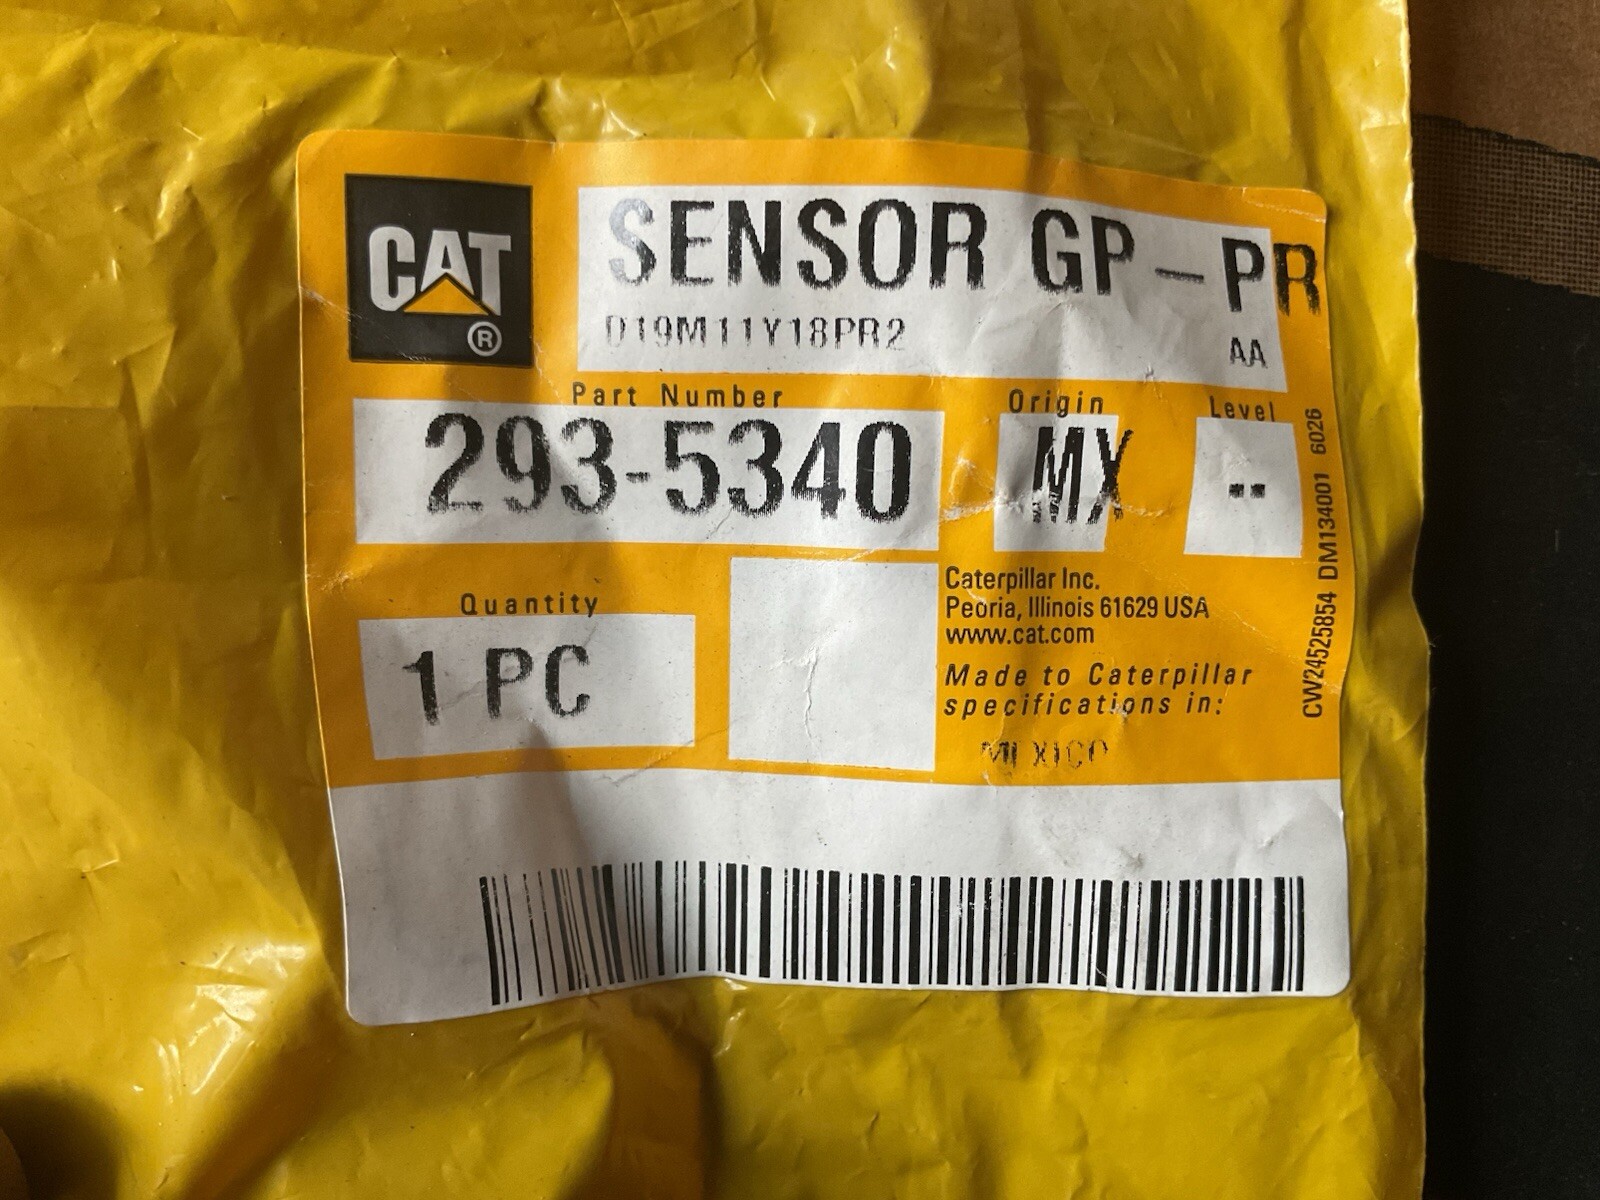 CAT
®
SENSOR GP-PR
D19M11Y18PR2 AA
Part Number Origin Level
293-5340 MX --
Quantity
1 PC
Caterpillar Inc.
Peoria, Illinois 61629 USA
www.cat.com
Made to Caterpillar
specifications in:
MEXICO
CW24525854 DM134001 6026